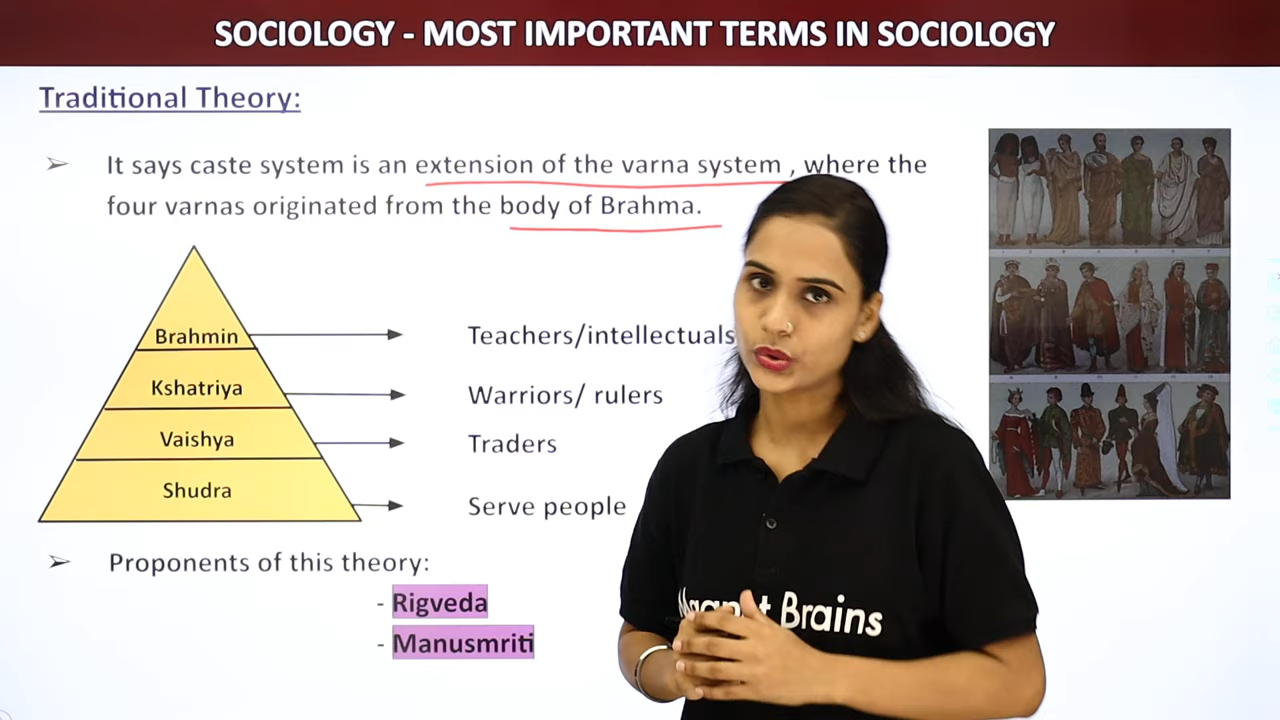 SOCIOLOGY - MOST IMPORTANT TERMS IN SOCIOLOGY
Traditional Theory:
➢ It says caste system is an extension of the varna system , where the
four varnas originated from the body of Brahma.
Brahmin
Teachers/intellectuals
Kshatriya
Warriors/ rulers
Vaishya
Traders
Shudra
Serve people
➢ Proponents of this theory:
- Rigveda
- Manusmriti
Brains